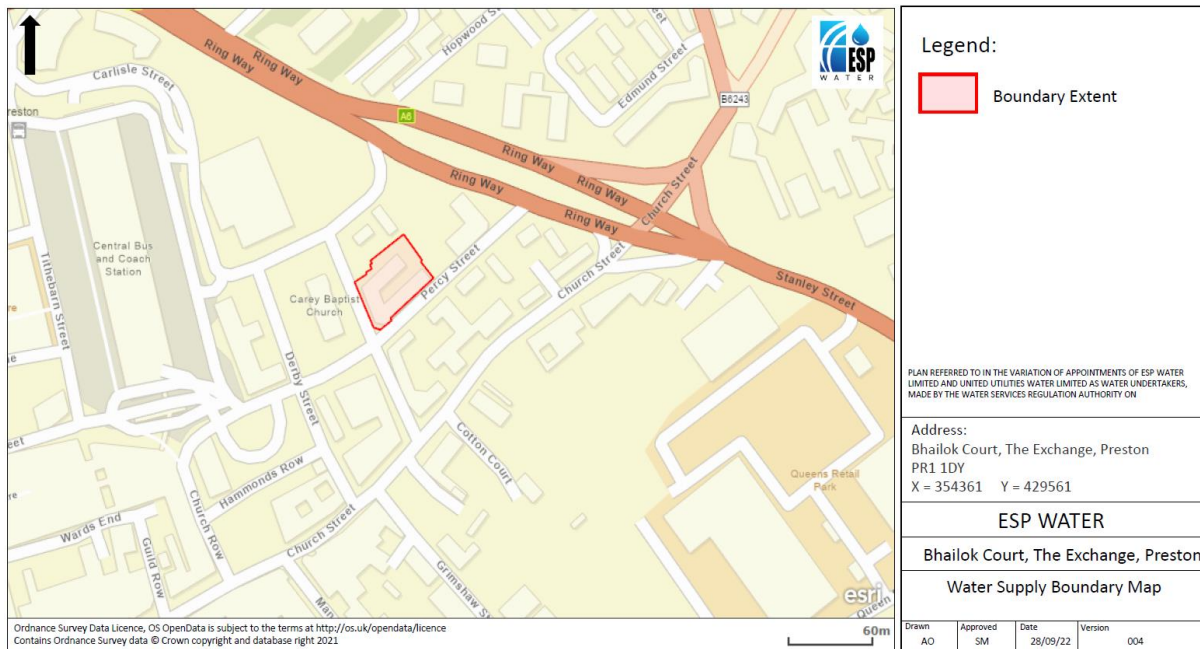 Hopwood Street
Ring Way
Ring Way
Carlisle Street
Edmund Street
ESP
WATER
B6243
reston
A6
Ring Way
Ring Way
Church Street
Ring Way
Ring Way
Central Bus
and Coach
Station
Tithebarn Street
Percy Street
Church Street
Stanley Street
Carey Baptist
Church
Derby Street
Cotton Court
Queens Retail
Park
Hammonds Row
Church Row
Wards End
Guild Row
Church Street
Grimshaw S
esri
Queen
60m
Ordnance Survey Data Licence, OS OpenData is subject to the terms at http://os.uk/opendata/licence
Contains Ordnance Survey data © Crown copyright and database right 2021
Legend:
Boundary Extent
PLAN REFERRED TO IN THE VARIATION OF APPOINTMENTS OF ESP WATER
LIMITED AND UNITED UTILITIES WATER LIMITED AS WATER UNDERTAKERS,
MADE BY THE WATER SERVICES REGULATION AUTHORITY ON
Address:
Bhailok Court, The Exchange, Preston
PR1 1DY
X = 354361 Y = 429561
ESP WATER
Bhailok Court, The Exchange, Preston
Water Supply Boundary Map
Drawn Approved Date Version
AO SM 28/09/22 004